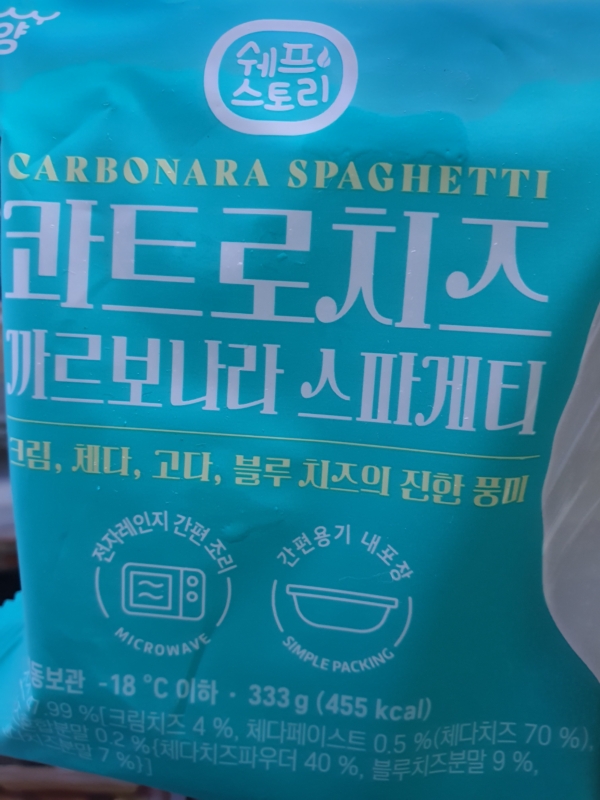 양
쉐프
스토리
CARBONARA SPAGHETTI
콰트로치즈
까르보나라 스파게티
크림, 체다, 고다, 블루 치즈의 진한 풍미
전자레인지 간편 조리
MICROWAVE
간편용기 내포장
SIMPLE PACKING
동보관 -18 °C 이하 · 333 g (455 kcal)
7.99 %[크림치즈 4 %, 체다페이스트 0.5 %(체다치즈 70 %),
0.2 %{체다치즈파우더 40 %, 블루치즈분말 9 %,
7 %}]